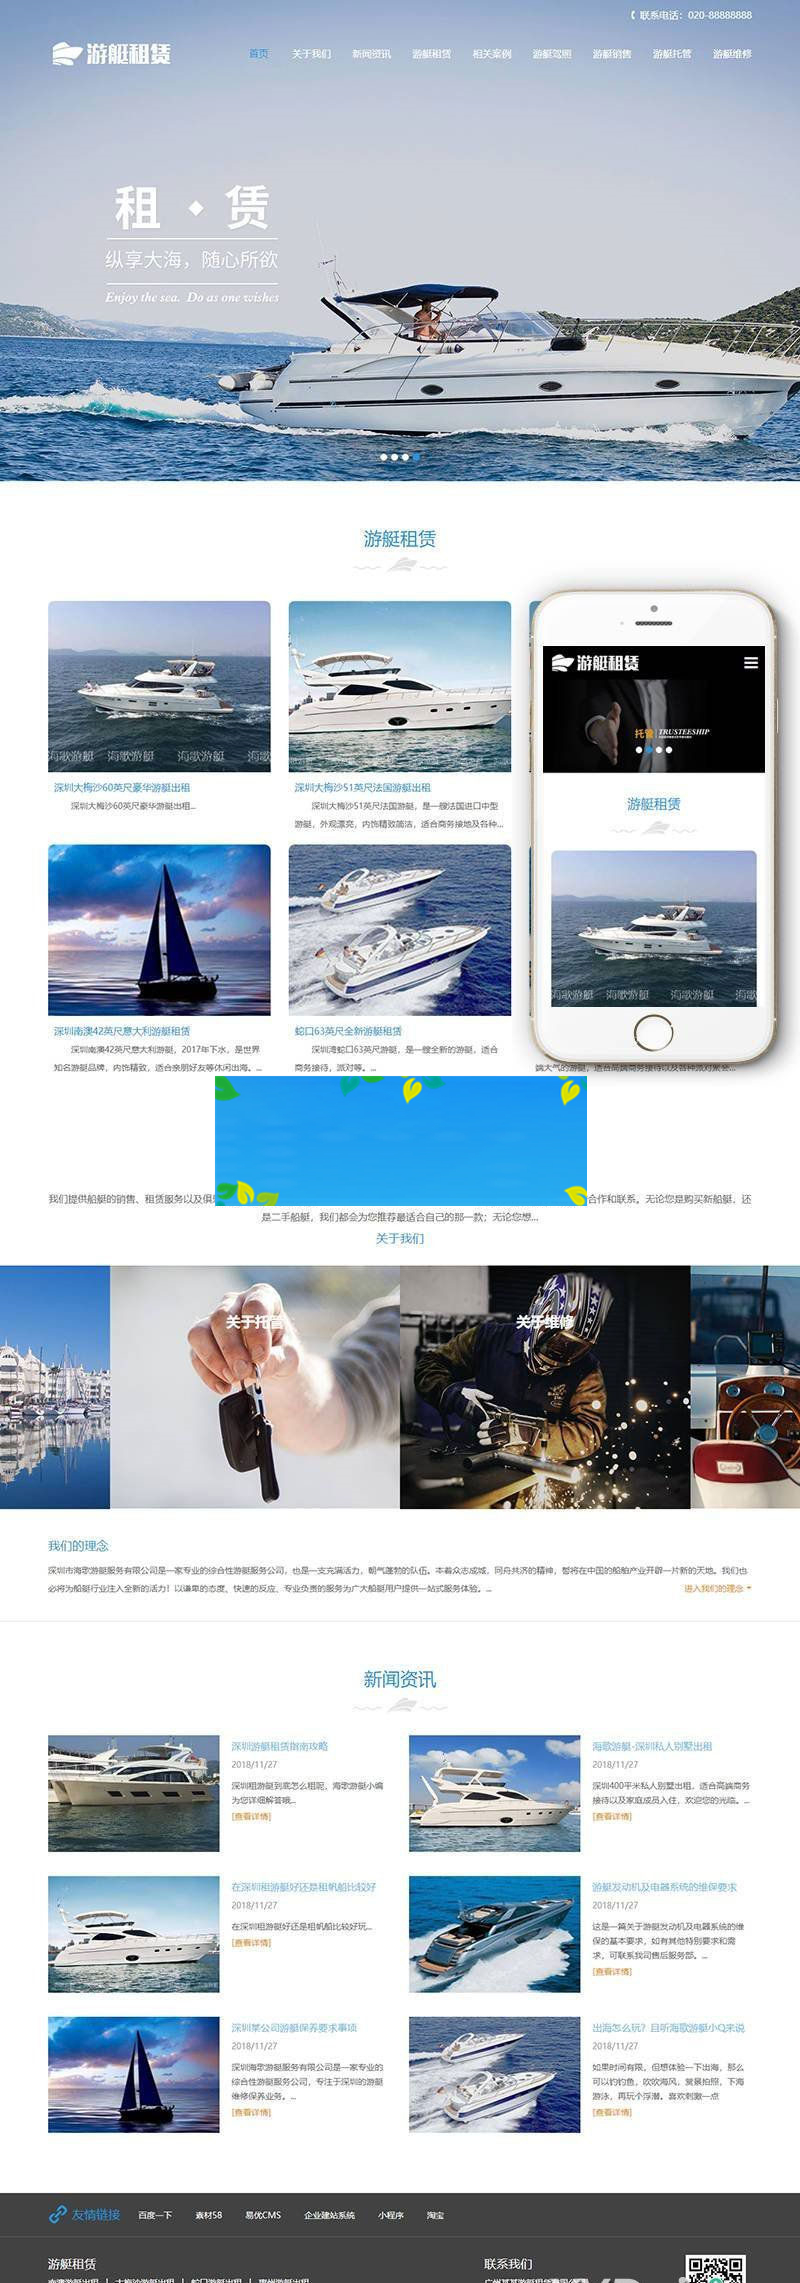 联系电话：020-88888888
游艇租赁
首页 关于我们 新闻资讯 游艇租赁 相关案例 游艇驾照 游艇销售 游艇托管 游艇维修
租 · 赁
纵享大海，随心所欲
Enjoy the sea. Do as one wishes
游艇租赁
游艇租赁
托管 TRUSTEESHIP
游艇租赁
海歌游艇 海歌游艇 海歌游艇 海
深圳大梅沙60英尺豪华游艇出租
深圳大梅沙60英尺豪华游艇出租...
深圳大梅沙51英尺法国游艇出租
深圳大梅沙51英尺法国游艇，是一艘法国进口中型
游艇，外观漂亮，内饰精致简洁，适合商务接地及各种...
海歌游艇 海歌游艇 海歌游艇 海歌
深圳南澳42英尺意大利游艇租赁
深圳南澳42英尺意大利游艇，2017年下水，是世界
知名游艇品牌，内饰精致，适合亲朋好友等休闲出海。...
蛇口63英尺全新游艇租赁
深圳湾蛇口63英尺游艇，是一艘全新的游艇，适合
商务接待，派对等。...
端大气的游艇，适合高端商务接待以及各种派对聚会...
我们提供船艇的销售、租赁服务以及俱
合作和联系。无论您是购买新船艇，还
是二手船艇，我们都会为您推荐最适合自己的那一款；无论您想...
关于我们
关于托管
关于维修
我们的理念
深圳市海歌游艇服务有限公司是一家专业的综合性游艇服务公司，也是一支充满活力，朝气蓬勃的队伍。本着众志成城，同舟共济的精神，誓将在中国的船舶产业开辟一片新的天地。我们也
必将为船艇行业注入全新的活力！以谦卑的态度、快速的反应、专业负责的服务为广大船艇用户提供一站式服务体验。...
进入我们的理念
新闻资讯
深圳游艇租赁指南攻略
2018/11/27
深圳租游艇到底怎么租呢，海歌游艇小编
为您详细解答哦...
[查看详情]
海歌游艇-深圳私人别墅出租
2018/11/27
深圳400平米私人别墅出租，适合高端商务
接待以及家庭成员入住，欢迎您的光临。...
[查看详情]
在深圳租游艇好还是租帆船比较好
2018/11/27
在深圳租游艇好还是租帆船比较好玩...
[查看详情]
游艇发动机及电器系统的维保要求
2018/11/27
这是一篇关于游艇发动机及电器系统的维
保的基本要求，如有其他特别要求和需
求，可联系我司售后服务部。...
[查看详情]
深圳某公司游艇保养要求事项
2018/11/27
深圳海歌游艇服务有限公司是一家专业的
综合性游艇服务公司，专注于深圳的游艇
维修保养业务。...
[查看详情]
出海怎么玩？且听海歌游艇小Q来说
2018/11/27
如果时间有限，但想体验一下出海，那么
可以钓钓鱼，吹吹海风，赏景拍照，下海
游泳，再玩个浮潜。喜欢刺激一点
[查看详情]
友情链接 百度一下 素材58 易优CMS 企业建站系统 小程序 淘宝
游艇租赁
联系我们